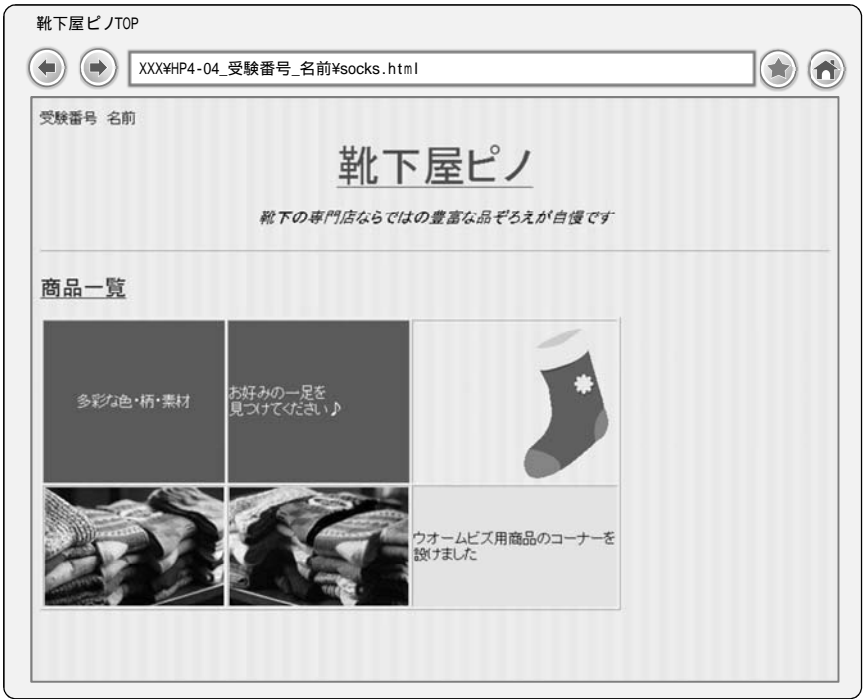 靴下屋ピノTOP
XXX¥HP4-04_受験番号_名前¥socks.html
受験番号 名前
靴下屋ピノ
靴下の専門店ならではの豊富な品ぞろえが自慢です
商品一覧
多彩な色・柄・素材
お好みの一足を
見つけてください♪
ウオームビズ用商品のコーナーを
設けました